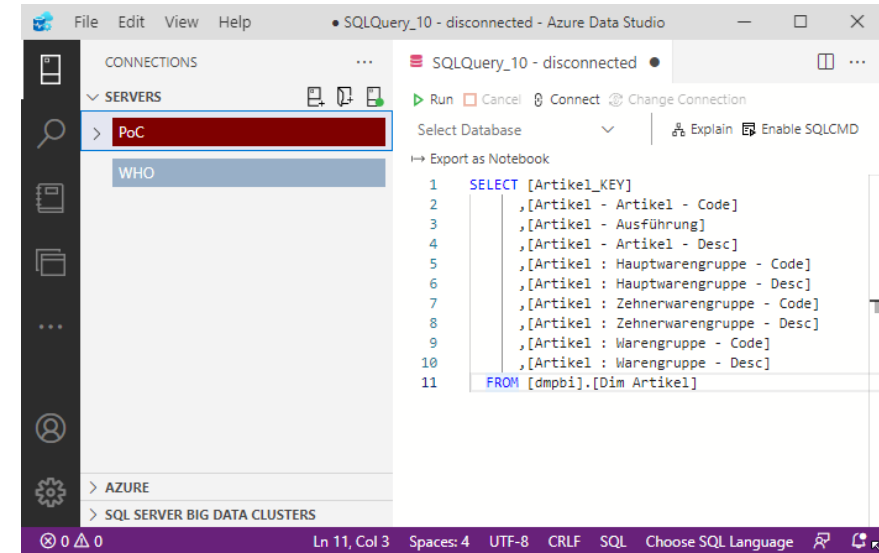 File Edit View Help ● SQLQuery_10 - disconnected - Azure Data Studio
CONNECTIONS
SERVERS
PoC
WHO
AZURE
SQL SERVER BIG DATA CLUSTERS
SQLQuery_10 - disconnected ●
Run Cancel Connect Change Connection
Select Database Explain Enable SQLCMD
Export as Notebook
1 SELECT [Artikel_KEY]
2 ,[Artikel - Artikel - Code]
3 ,[Artikel - Ausführung]
4 ,[Artikel - Artikel - Desc]
5 ,[Artikel : Hauptwarengruppe - Code]
6 ,[Artikel : Hauptwarengruppe - Desc]
7 ,[Artikel : Zehnerwarengruppe - Code]
8 ,[Artikel : Zehnerwarengruppe - Desc]
9 ,[Artikel : Warengruppe - Code]
10 ,[Artikel : Warengruppe - Desc]
11 FROM [dmpbi].[Dim Artikel]
0 0 Ln 11, Col 3 Spaces: 4 UTF-8 CRLF SQL Choose SQL Language